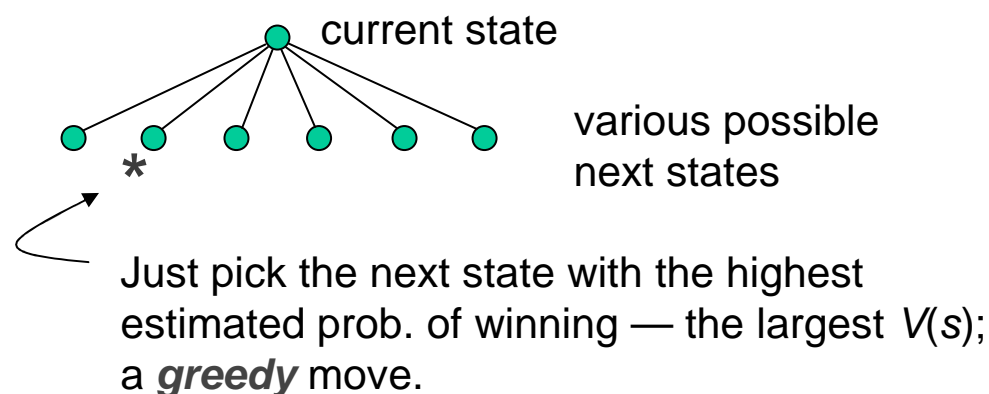 current state
various possible
next states
*
Just pick the next state with the highest
estimated prob. of winning — the largest V(s);
a greedy move.